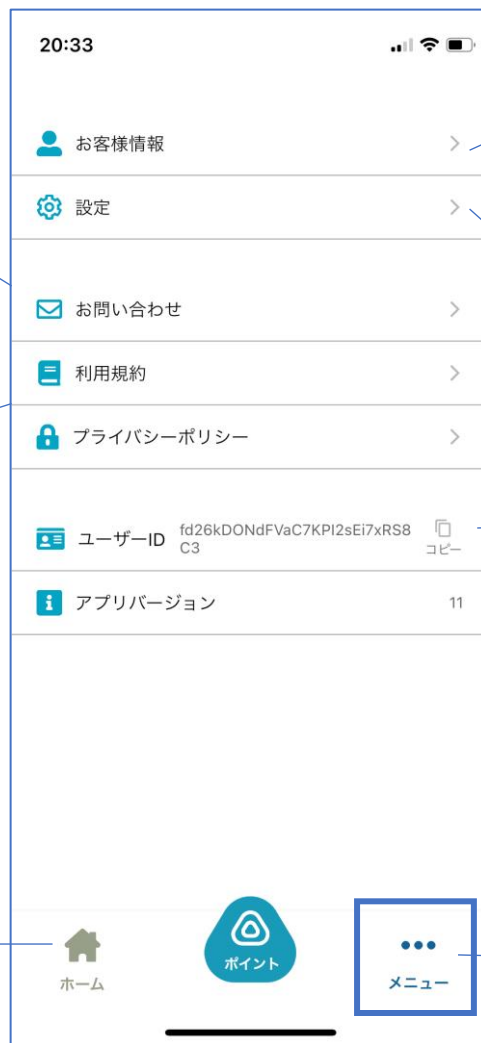 20:33
お客様情報
設定
お問い合わせ
利用規約
プライバシーポリシー
ユーザーID fd26kDONdFVaC7KPI2sEi7xRS8
C3
コピー
アプリバージョン 11
ホーム
ポイント
メニュー